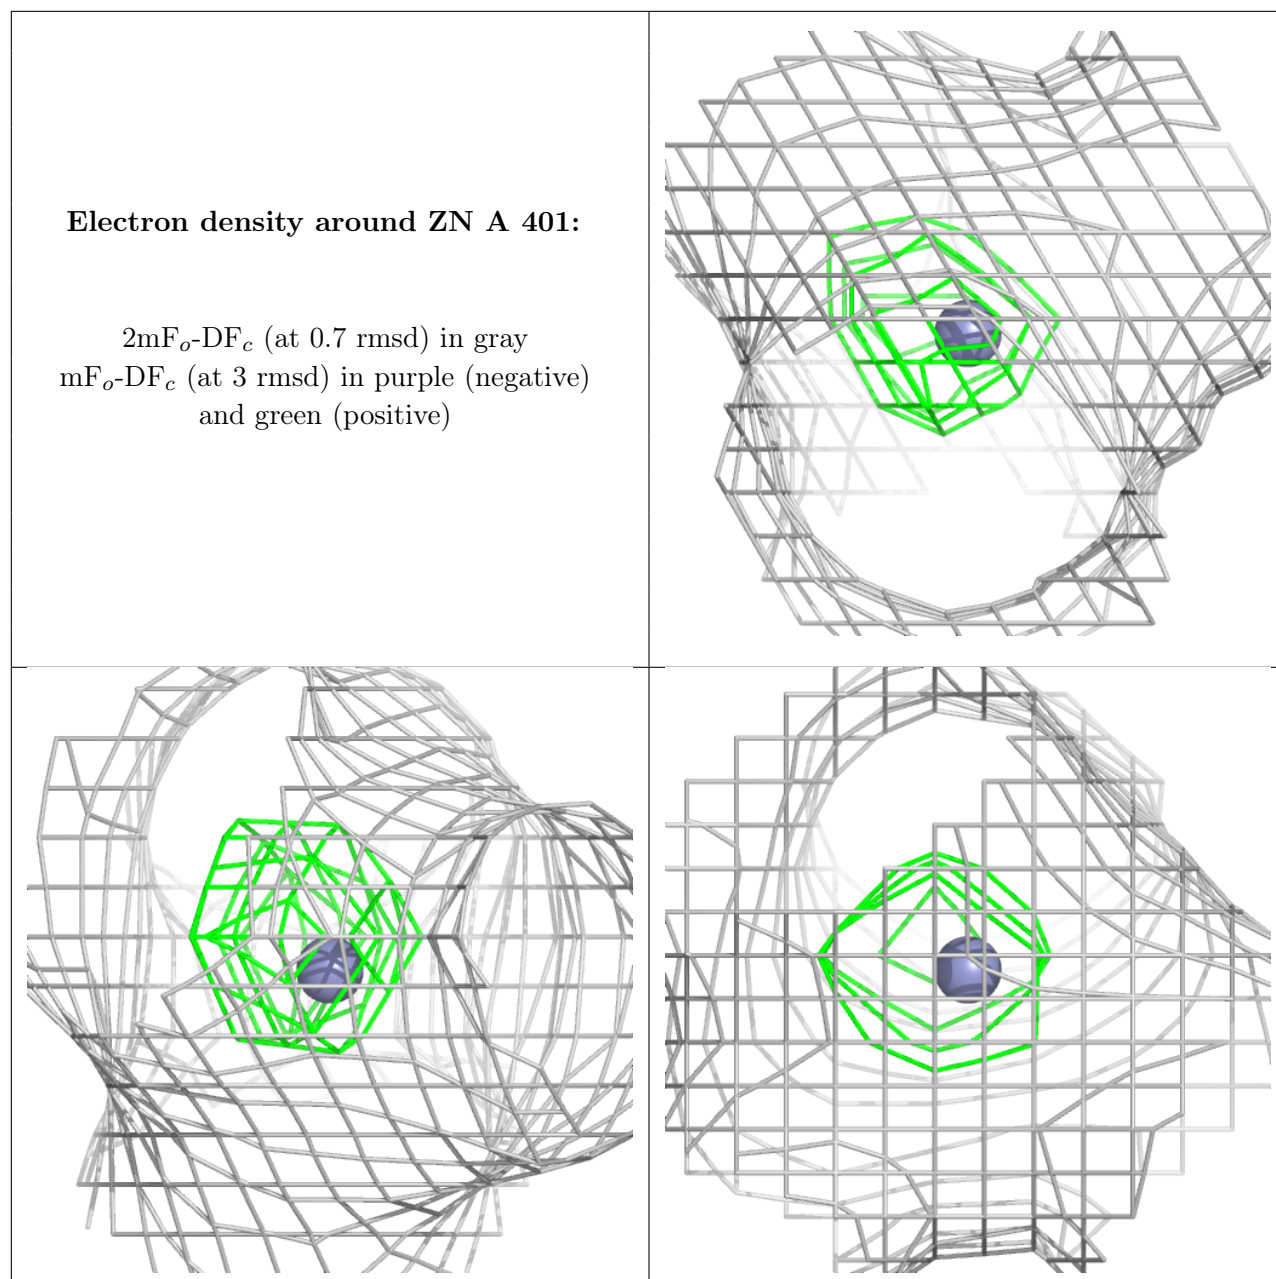 Electron density around ZN A 401:
2mFo-DFc (at 0.7 rmsd) in gray
mFo-DFc (at 3 rmsd) in purple (negative)
and green (positive)